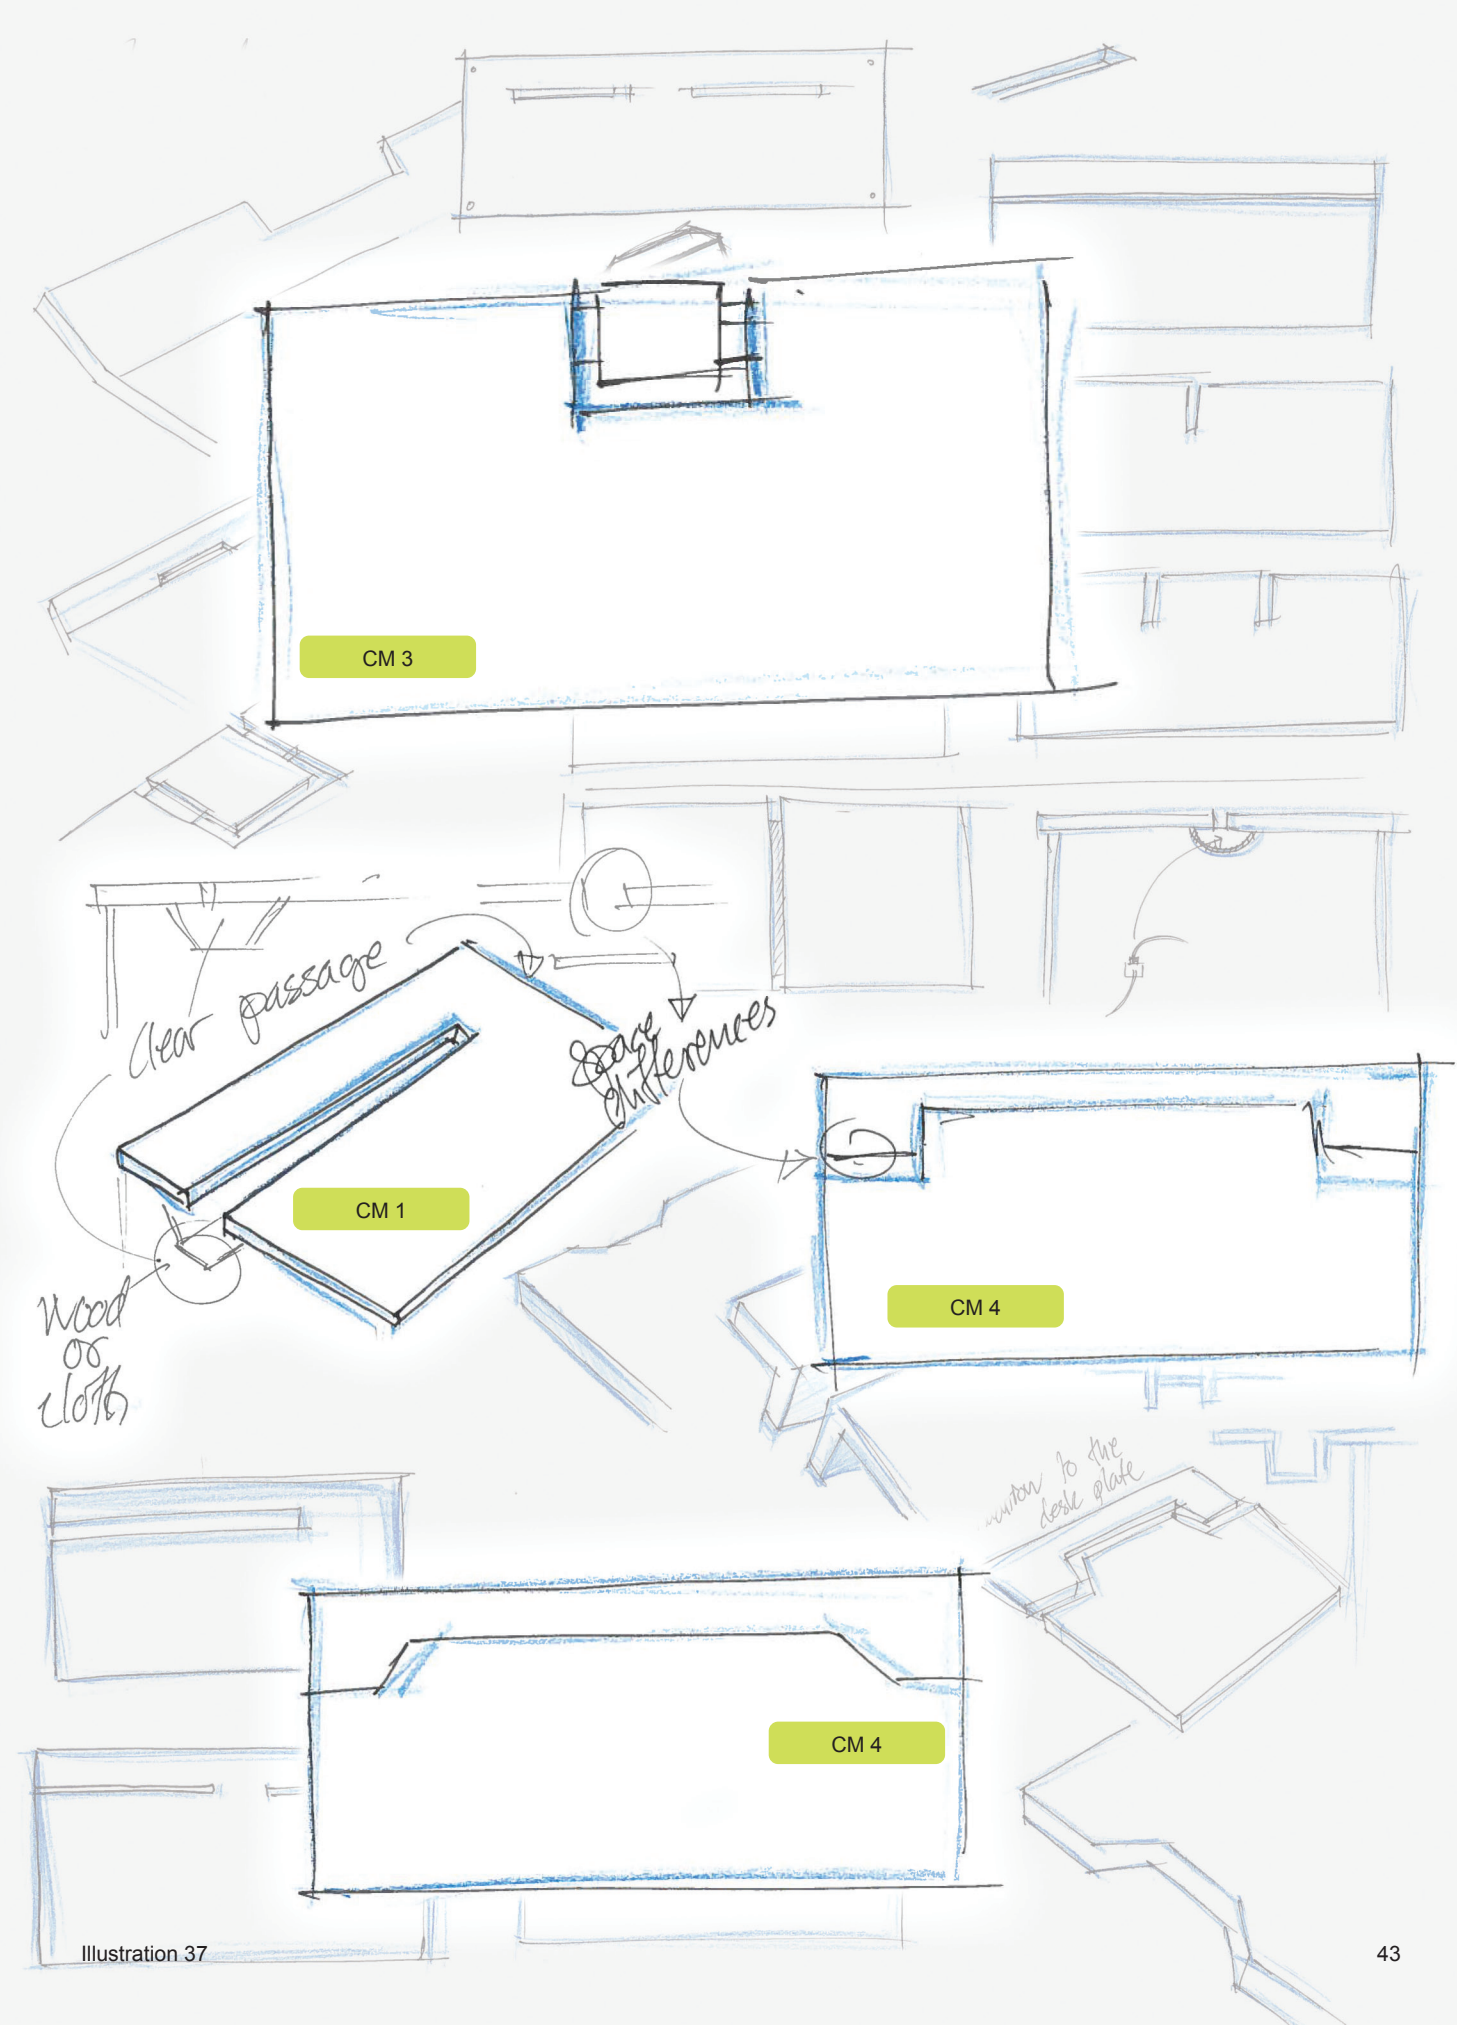 CM 3
clear passage
Space
differences
CM 1
Wood
or
cloth
CM 4
to the
desk plate
CM 4
Illustration 37
43